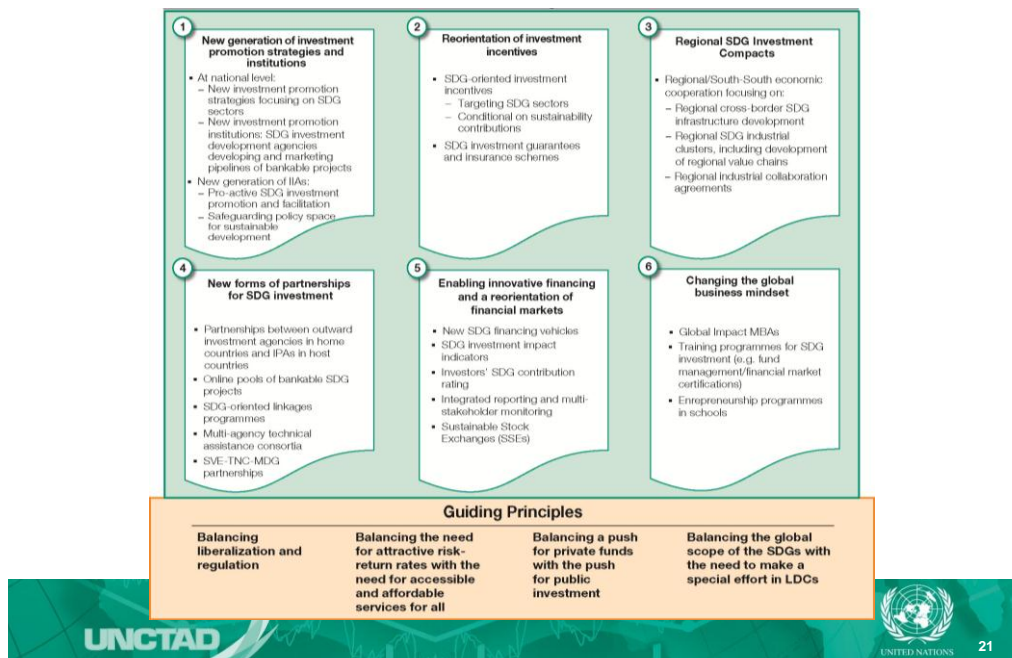 1
New generation of investment
promotion strategies and
institutions
• At national level:
– New investment promotion
strategies focusing on SDG
sectors
– New investment promotion
institutions: SDG investment
development agencies
developing and marketing
pipelines of bankable projects
• New generation of IIAs:
– Pro-active SDG investment
promotion and facilitation
– Safeguarding policy space
for sustainable
development
2
Reorientation of investment
incentives
• SDG-oriented investment
incentives
– Targeting SDG sectors
– Conditional on sustainability
contributions
• SDG investment guarantees
and insurance schemes
3
Regional SDG Investment
Compacts
• Regional/South-South economic
cooperation focusing on:
– Regional cross-border SDG
infrastructure development
– Regional SDG industrial
clusters, including development
of regional value chains
– Regional industrial collaboration
agreements
4
New forms of partnerships
for SDG investment
• Partnerships between outward
investment agencies in home
countries and IPAs in host
countries
• Online pools of bankable SDG
projects
• SDG-oriented linkages
programmes
• Multi-agency technical
assistance consortia
• SVE-TNC-MDG
partnerships
5
Enabling innovative financing
and a reorientation of
financial markets
• New SDG financing vehicles
• SDG investment impact
indicators
• Investors' SDG contribution
rating
• Integrated reporting and multi-
stakeholder monitoring
• Sustainable Stock
Exchanges (SSEs)
6
Changing the global
business mindset
• Global Impact MBAs
• Training programmes for SDG
investment (e.g. fund
management/financial market
certifications)
• Enrepreneurship programmes
in schools
Guiding Principles
Balancing
liberalization and
regulation
Balancing the need
for attractive risk-
return rates with the
need for accessible
and affordable
services for all
Balancing a push
for private funds
with the push
for public
investment
Balancing the global
scope of the SDGs with
the need to make a
special effort in LDCs
UNCTAD
UNITED NATIONS
21